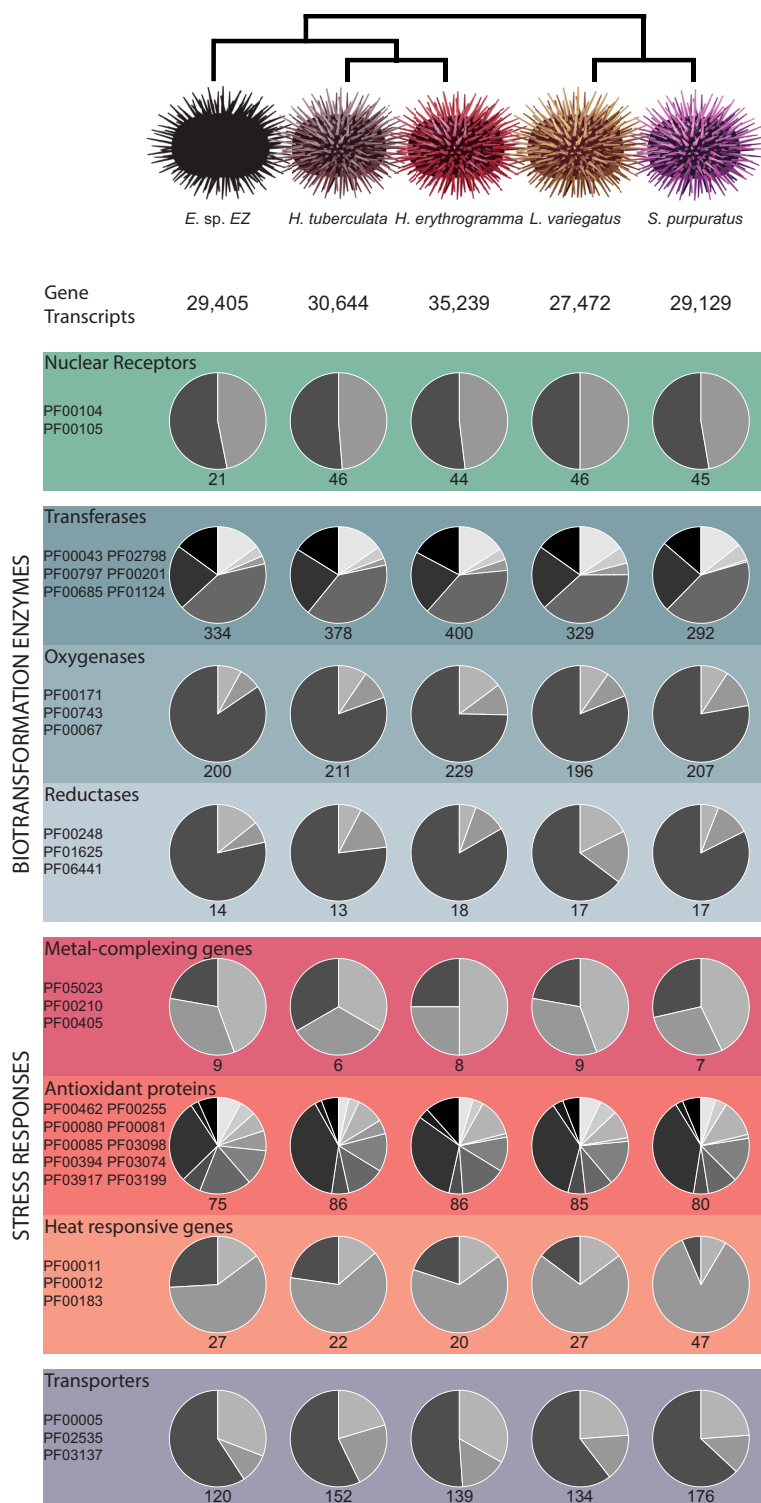 E. sp. EZ H. tuberculata H. erythrogramma L. variegatus S. purpuratus
Gene
Transcripts
29,405 30,644 35,239 27,472 29,129
Nuclear Receptors
PF00104
PF00105
21 46 44 46 45
BIOTRANSFORMATION ENZYMES
Transferases
PF00043 PF02798
PF00797 PF00201
PF00685 PF01124
334 378 400 329 292
Oxygenases
PF00171
PF00743
PF00067
200 211 229 196 207
Reductases
PF00248
PF01625
PF06441
14 13 18 17 17
STRESS RESPONSES
Metal-complexing genes
PF05023
PF00210
PF00405
9 6 8 9 7
Antioxidant proteins
PF00462 PF00255
PF00080 PF00081
PF00085 PF03098
PF00394 PF03074
PF03917 PF03199
75 86 86 85 80
Heat responsive genes
PF00011
PF00012
PF00183
27 22 20 27 47
Transporters
PF00005
PF02535
PF03137
120 152 139 134 176